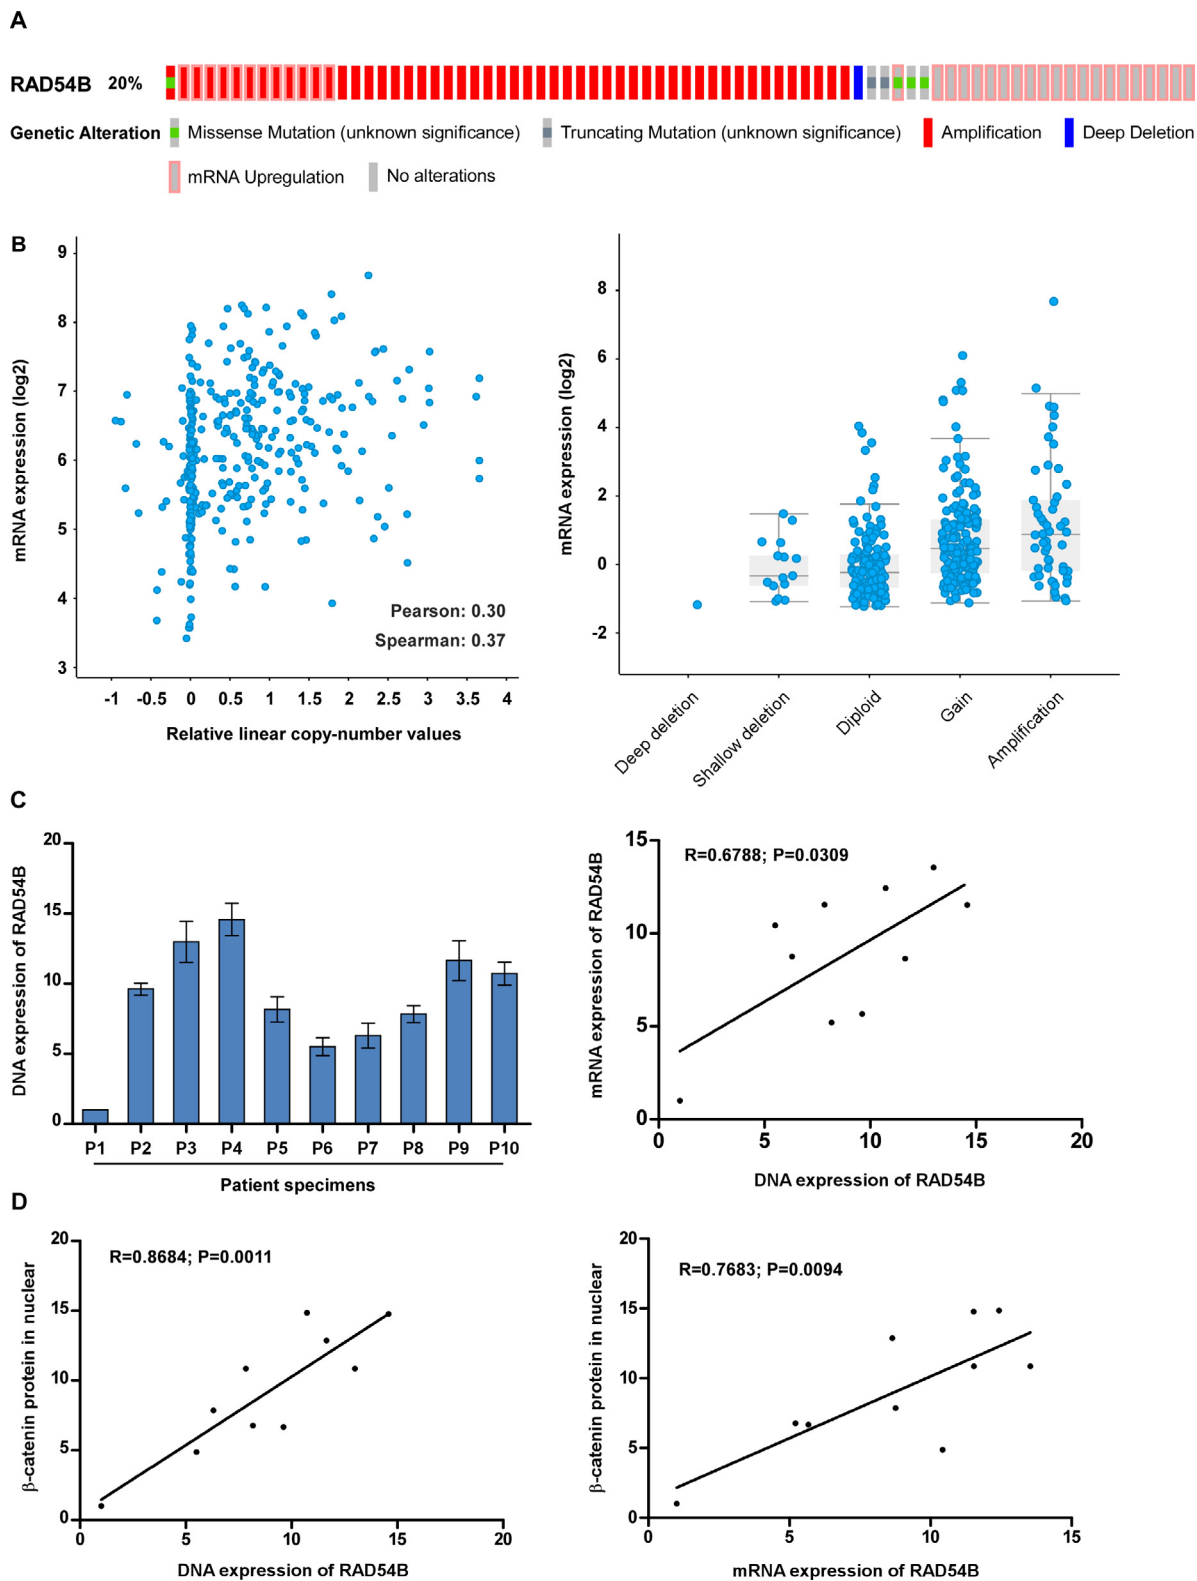 A
RAD54B 20%
Genetic Alteration Missense Mutation (unknown significance) Truncating Mutation (unknown significance) Amplification Deep Deletion
mRNA Upregulation No alterations
B
mRNA expression (log2)
9
8
7
6
5
4
3
Pearson: 0.30
Spearman: 0.37
-1 -0.5 0 0.5 1 1.5 2 2.5 3 3.5 4
Relative linear copy-number values
mRNA expression (log2)
8
6
4
2
0
-2
Deep deletion
Shallow deletion
Diploid
Gain
Amplification
C
DNA expression of RAD54B
20
15
10
5
0
P1 P2 P3 P4 P5 P6 P7 P8 P9 P10
Patient specimens
mRNA expression of RAD54B
15
10
5
0
R=0.6788; P=0.0309
0 5 10 15 20
DNA expression of RAD54B
D
β-catenin protein in nuclear
20
15
10
5
0
R=0.8684; P=0.0011
0 5 10 15 20
DNA expression of RAD54B
β-catenin protein in nuclear
20
15
10
5
0
R=0.7683; P=0.0094
0 5 10 15
mRNA expression of RAD54B